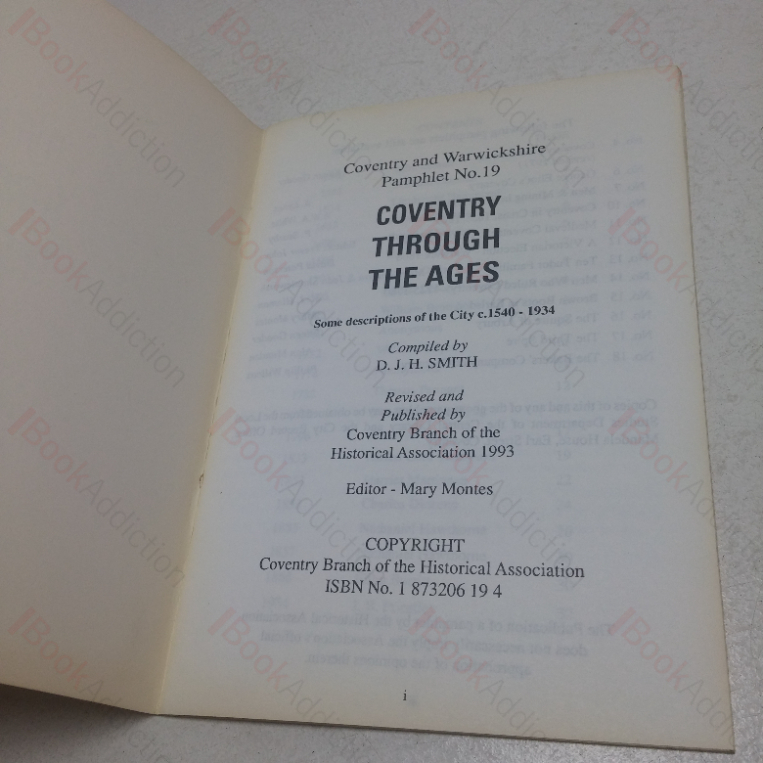 Coventry and Warwickshire
Pamphlet No.19
COVENTRY
THROUGH
THE AGES
Some descriptions of the City c.1540 - 1934
Compiled by
D. J. H. SMITH
Revised and
Published by
Coventry Branch of the
Historical Association 1993
Editor - Mary Montes
COPYRIGHT
Coventry Branch of the Historical Association
ISBN No. 1 873206 19 4
i
BookAddiction